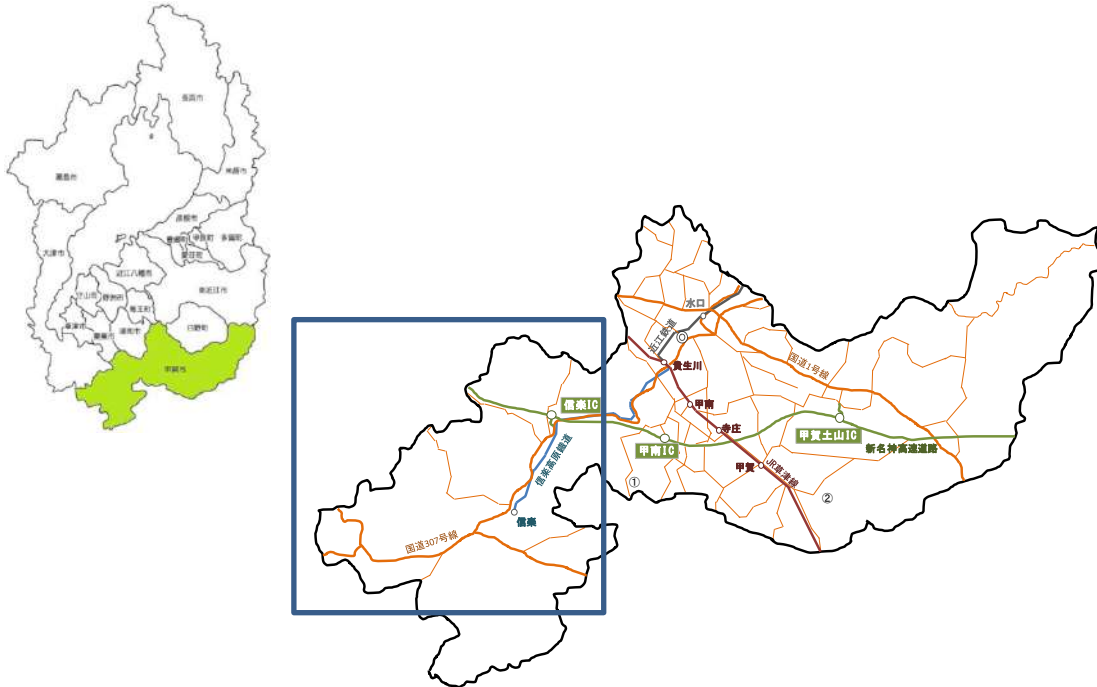 長浜市
高島市
米原市
彦根市
豊郷町
甲良町
多賀町
愛荘町
大津市
近江八幡市
東近江市
守山市
野洲市
竜王町
草津市
栗東市
湖南市
日野町
甲賀市
水口
近江鉄道
◎
国道1号線
貴生川
信楽IC
甲南
寺庄
甲南IC
甲賀土山IC
新名神高速道路
信楽高原鐵道
甲賀
JR草津線
①
②
信楽
国道307号線